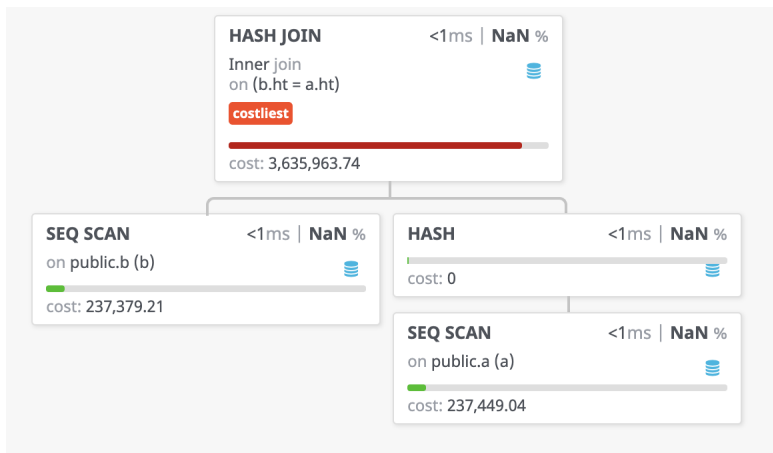 HASH JOIN <1ms | NaN %
Inner join
on (b.ht = a.ht)
costliest
cost: 3,635,963.74
SEQ SCAN <1ms | NaN %
on public.b (b)
cost: 237,379.21
HASH <1ms | NaN %
cost: 0
SEQ SCAN <1ms | NaN %
on public.a (a)
cost: 237,449.04